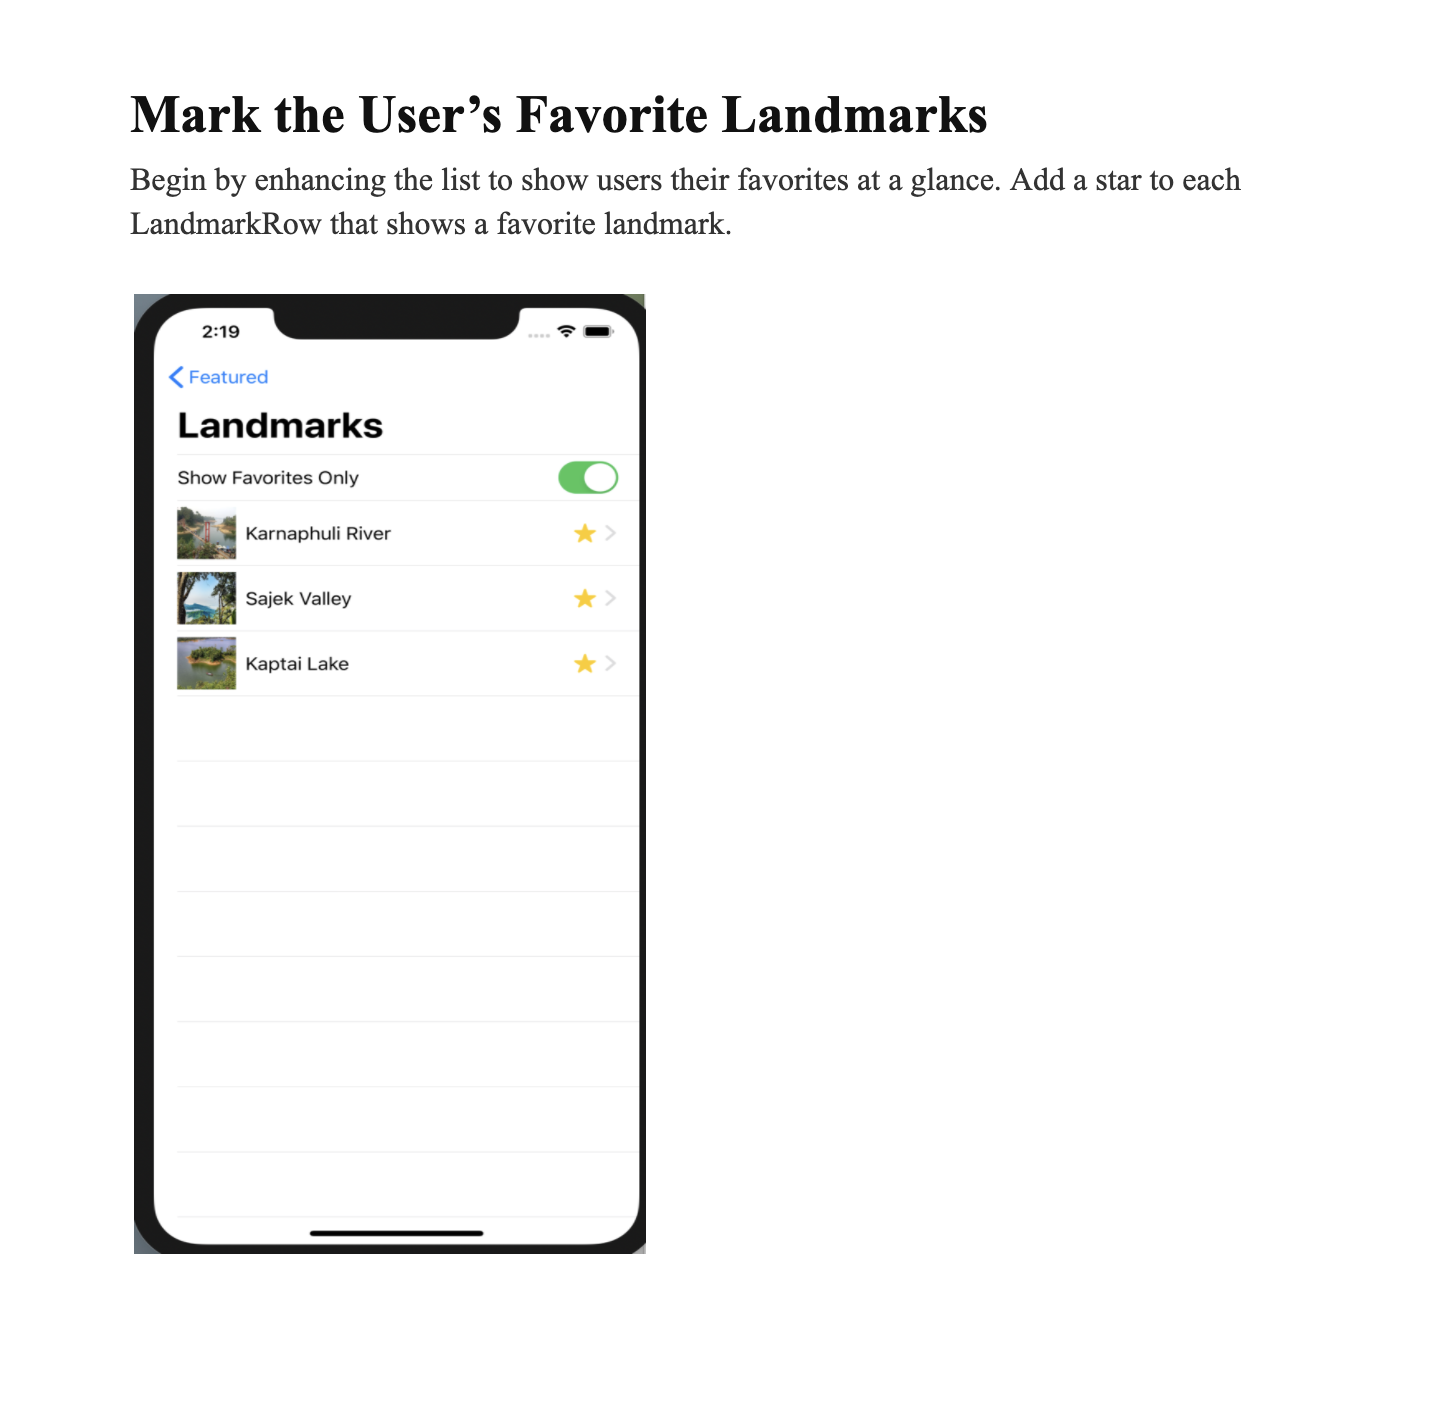 Mark the User’s Favorite Landmarks
Begin by enhancing the list to show users their favorites at a glance. Add a star to each
LandmarkRow that shows a favorite landmark.
2:19
Featured
Landmarks
Show Favorites Only
Karnaphuli River
Sajek Valley
Kaptai Lake